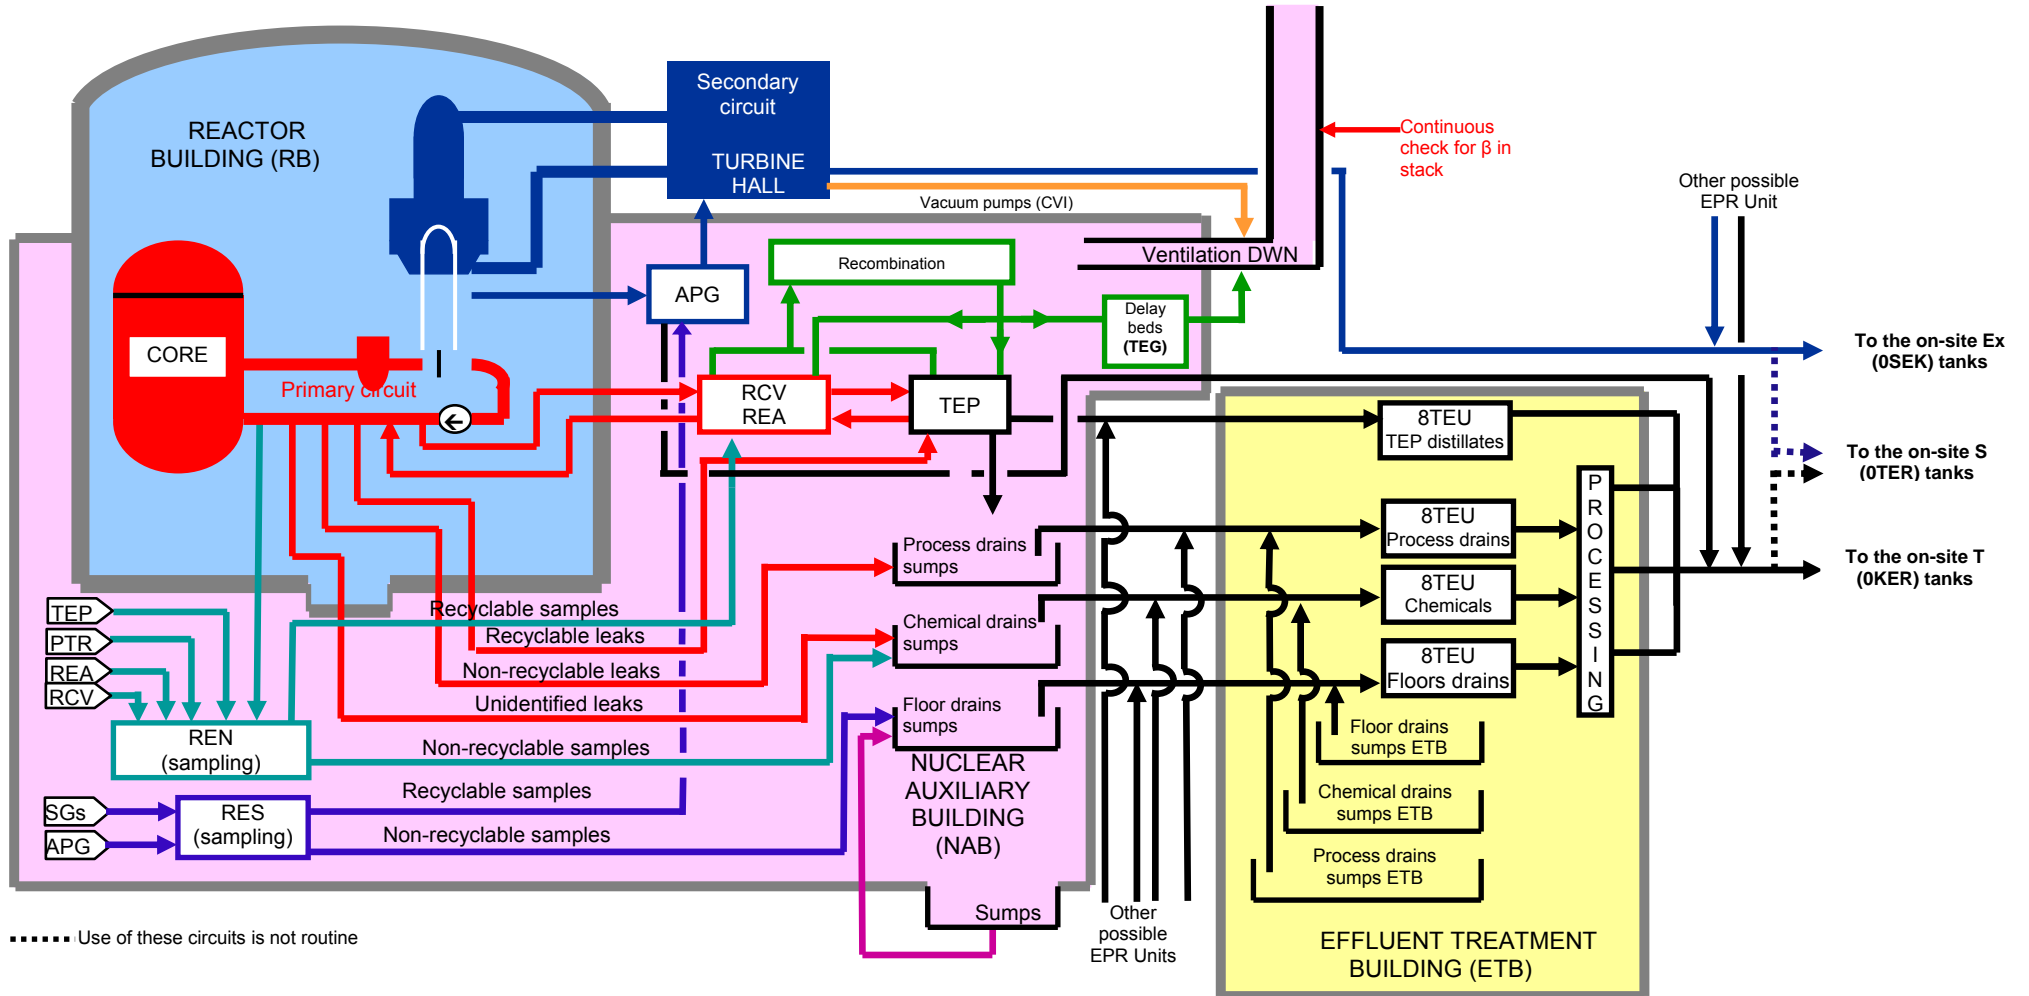 Secondary
circuit
TURBINE
HALL
REACTOR
BUILDING (RB)
Continuous
check for β in
stack
Other possible
EPR Unit
Vacuum pumps (CVI)
Ventilation DWN
Recombination
APG
Delay
beds
(TEG)
CORE
Primary circuit
RCV
REA
TEP
To the on-site Ex
(0SEK) tanks
8TEU
TEP distillates
To the on-site S
(0TER) tanks
PROCESSING
8TEU
Process drains
Process drains
sumps
To the on-site T
(0KER) tanks
8TEU
Chemicals
Chemical drains
sumps
TEP
PTR
REA
RCV
Recyclable samples
Recyclable leaks
Non-recyclable leaks
Unidentified leaks
8TEU
Floors drains
Floor drains
sumps
REN
(sampling)
Non-recyclable samples
Floor drains
sumps ETB
NUCLEAR
AUXILIARY
BUILDING
(NAB)
SGs
APG
RES
(sampling)
Recyclable samples
Non-recyclable samples
Chemical drains
sumps ETB
Process drains
sumps ETB
Sumps
Other
possible
EPR Units
EFFLUENT TREATMENT
BUILDING (ETB)
Use of these circuits is not routine